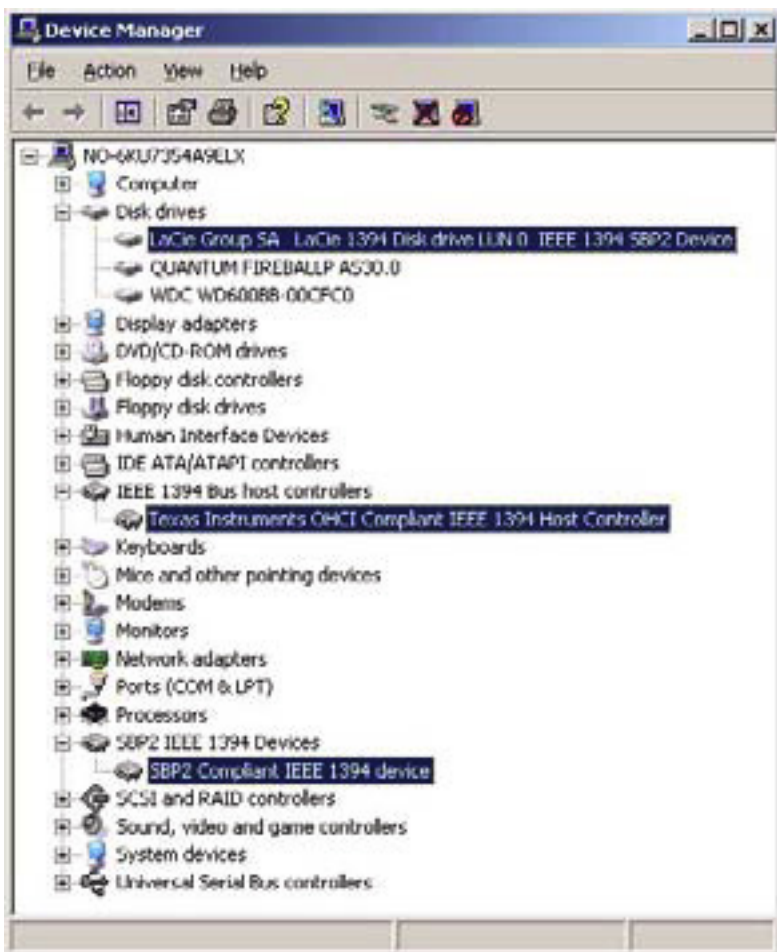 Device Manager
File Action View Help
NO-6KU7354A9ELX
Computer
Disk drives
LaCie Group SA LaCie 1394 Disk drive LUN 0 IEEE 1394 SBP2 Device
QUANTUM FIREBALLP AS30.0
WDC WD600BB-00CFC0
Display adapters
DVD/CD-ROM drives
Floppy disk controllers
Floppy disk drives
Human Interface Devices
IDE ATA/ATAPI controllers
IEEE 1394 Bus host controllers
Texas Instruments OHCI Compliant IEEE 1394 Host Controller
Keyboards
Mice and other pointing devices
Modems
Monitors
Network adapters
Ports (COM & LPT)
Processors
SBP2 IEEE 1394 Devices
SBP2 Compliant IEEE 1394 device
SCSI and RAID controllers
Sound, video and game controllers
System devices
Universal Serial Bus controllers